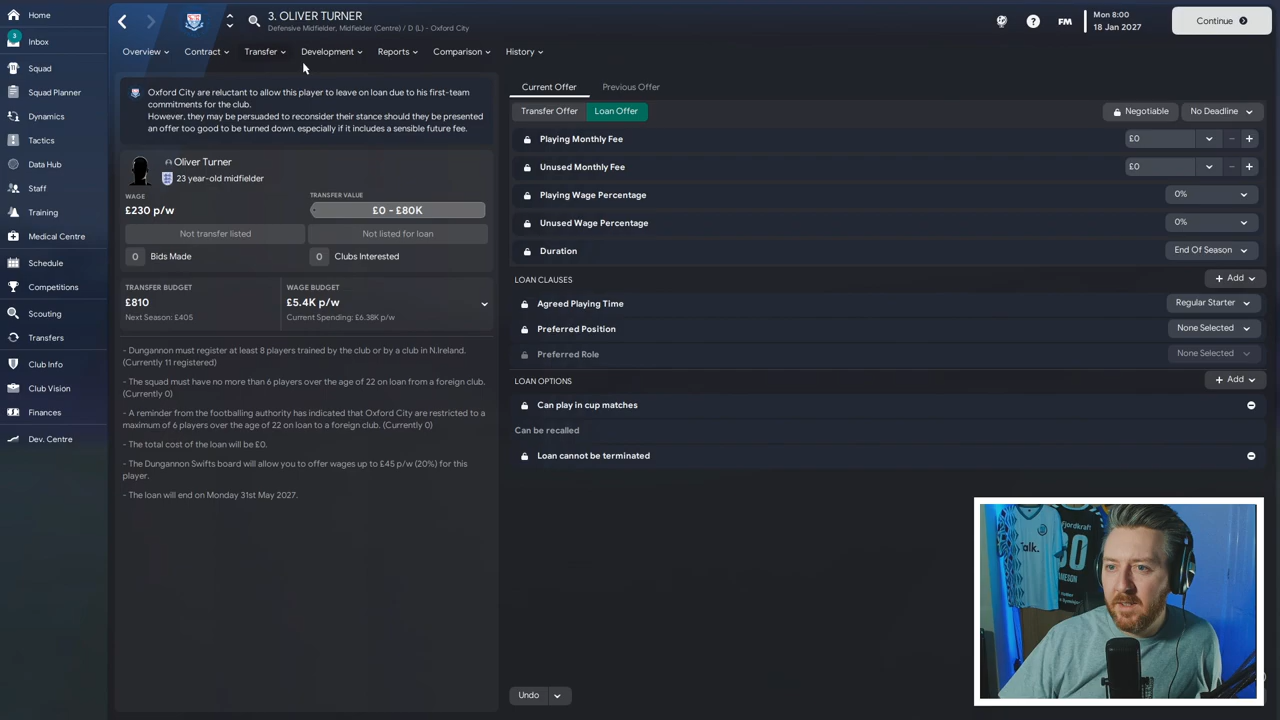 Home
3
Inbox
Squad
Squad Planner
Dynamics
Tactics
Data Hub
Staff
Training
Medical Centre
Schedule
Competitions
Scouting
Transfers
Club Info
Club Vision
Finances
Dev. Centre
3. OLIVER TURNER
Defensive Midfielder, Midfielder (Centre) / D (L) - Oxford City
FM
Mon 8:00
18 Jan 2027
Continue
Overview
Contract
Transfer
Development
Reports
Comparison
History
Oxford City are reluctant to allow this player to leave on loan due to his first-team
commitments for the club.
However, they may be persuaded to reconsider their stance should they be presented
an offer too good to be turned down, especially if it includes a sensible future fee.
Oliver Turner
23 year-old midfielder
WAGE
£230 p/w
TRANSFER VALUE
£0 - £80K
Not transfer listed
Not listed for loan
0 Bids Made
0 Clubs Interested
TRANSFER BUDGET
£810
Next Season: £405
WAGE BUDGET
£5.4K p/w
Current Spending: £6.38K p/w
- Dungannon must register at least 8 players trained by the club or by a club in N.Ireland.
(Currently 11 registered)
- The squad must have no more than 6 players over the age of 22 on loan from a foreign club.
(Currently 0)
- A reminder from the footballing authority has indicated that Oxford City are restricted to a
maximum of 6 players over the age of 22 on loan to a foreign club. (Currently 0)
- The total cost of the loan will be £0.
- The Dungannon Swifts board will allow you to offer wages up to £45 p/w (20%) for this
player.
- The loan will end on Monday 31st May 2027.
Current Offer
Previous Offer
Transfer Offer
Loan Offer
Negotiable
No Deadline
Playing Monthly Fee
£0
Unused Monthly Fee
£0
Playing Wage Percentage
0%
Unused Wage Percentage
0%
Duration
End Of Season
LOAN CLAUSES
+ Add
Agreed Playing Time
Regular Starter
Preferred Position
None Selected
Preferred Role
None Selected
LOAN OPTIONS
+ Add
Can play in cup matches
Can be recalled
Loan cannot be terminated
Undo
Talk.
fjordkraft